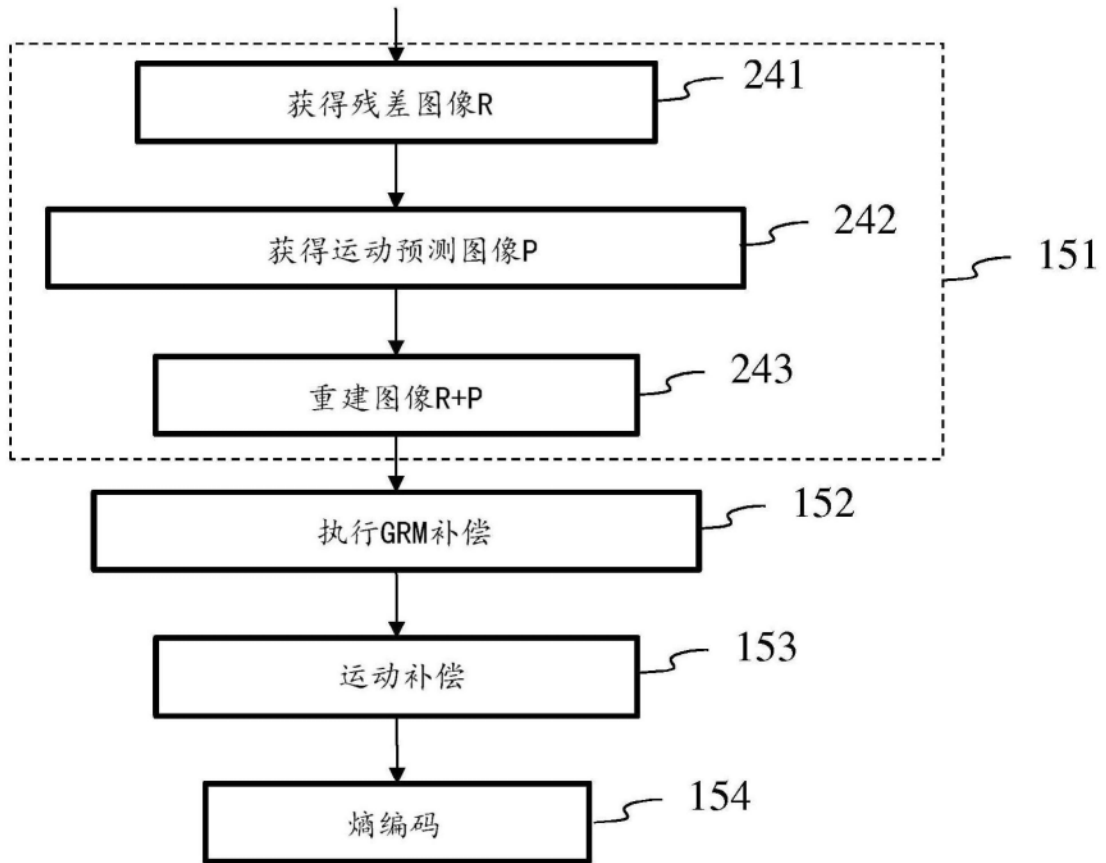 获得残差图像R
241
获得运动预测图像P
242
151
重建图像R+P
243
执行GRM补偿
152
运动补偿
153
熵编码
154